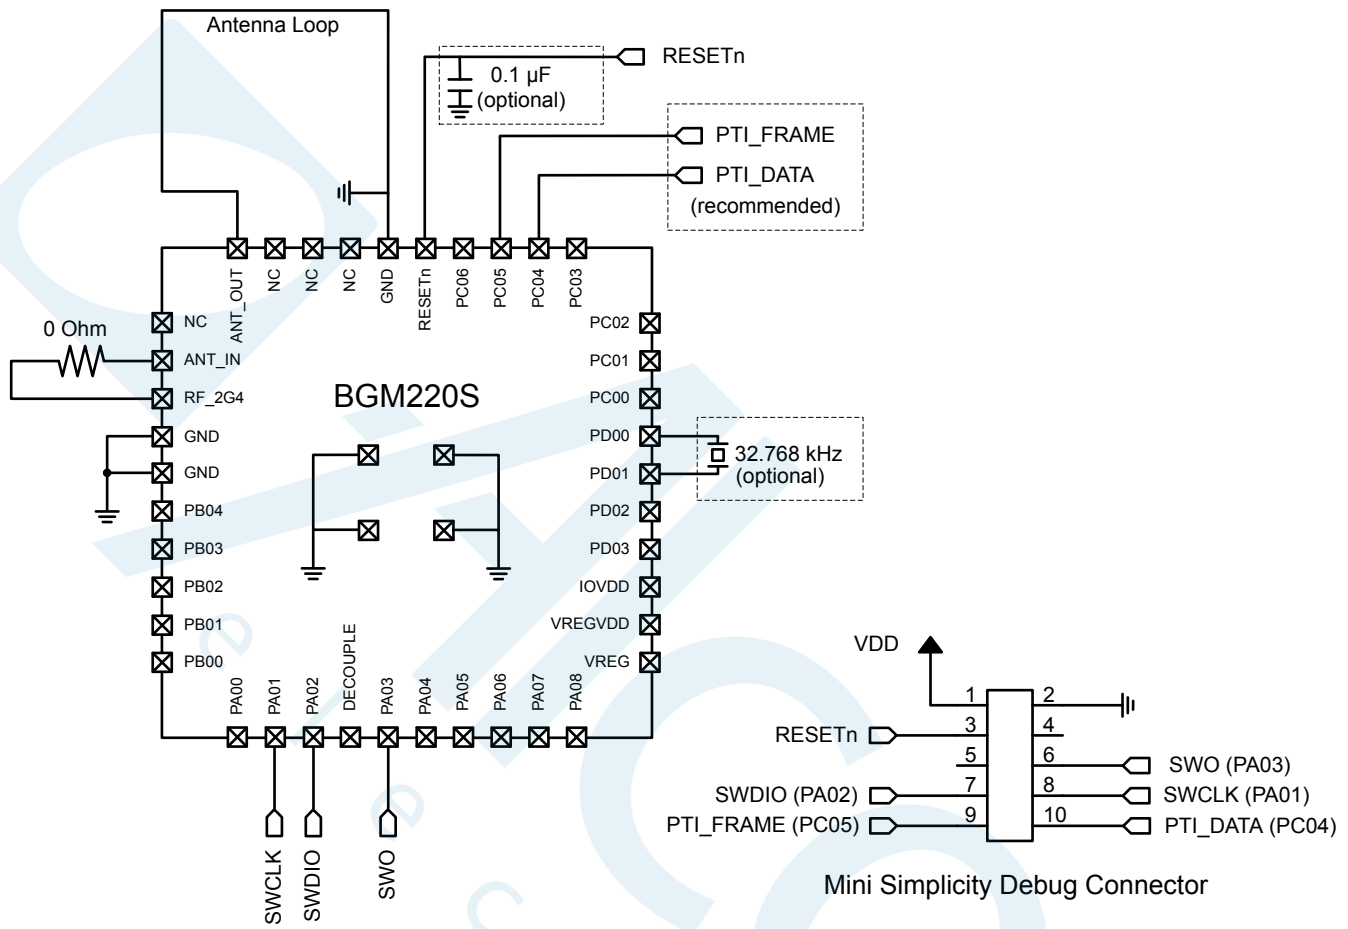 Antenna Loop
RESETn
0.1 µF
(optional)
PTI_FRAME
PTI_DATA
(recommended)
ANT_OUT
NC
NC
NC
GND
RESETn
PC06
PC05
PC04
PC03
0 Ohm
NC
ANT_IN
RF_2G4
GND
GND
PB04
PB03
PB02
PB01
PB00
BGM220S
PC02
PC01
PC00
PD00
PD01
PD02
PD03
IOVDD
VREGVDD
VREG
32.768 kHz
(optional)
PA00
PA01
PA02
DECOUPLE
PA03
PA04
PA05
PA06
PA07
PA08
SWCLK
SWDIO
SWO
VDD
1 2
RESETn 3 4
5 6 SWO (PA03)
SWDIO (PA02) 7 8 SWCLK (PA01)
PTI_FRAME (PC05) 9 10 PTI_DATA (PC04)
Mini Simplicity Debug Connector